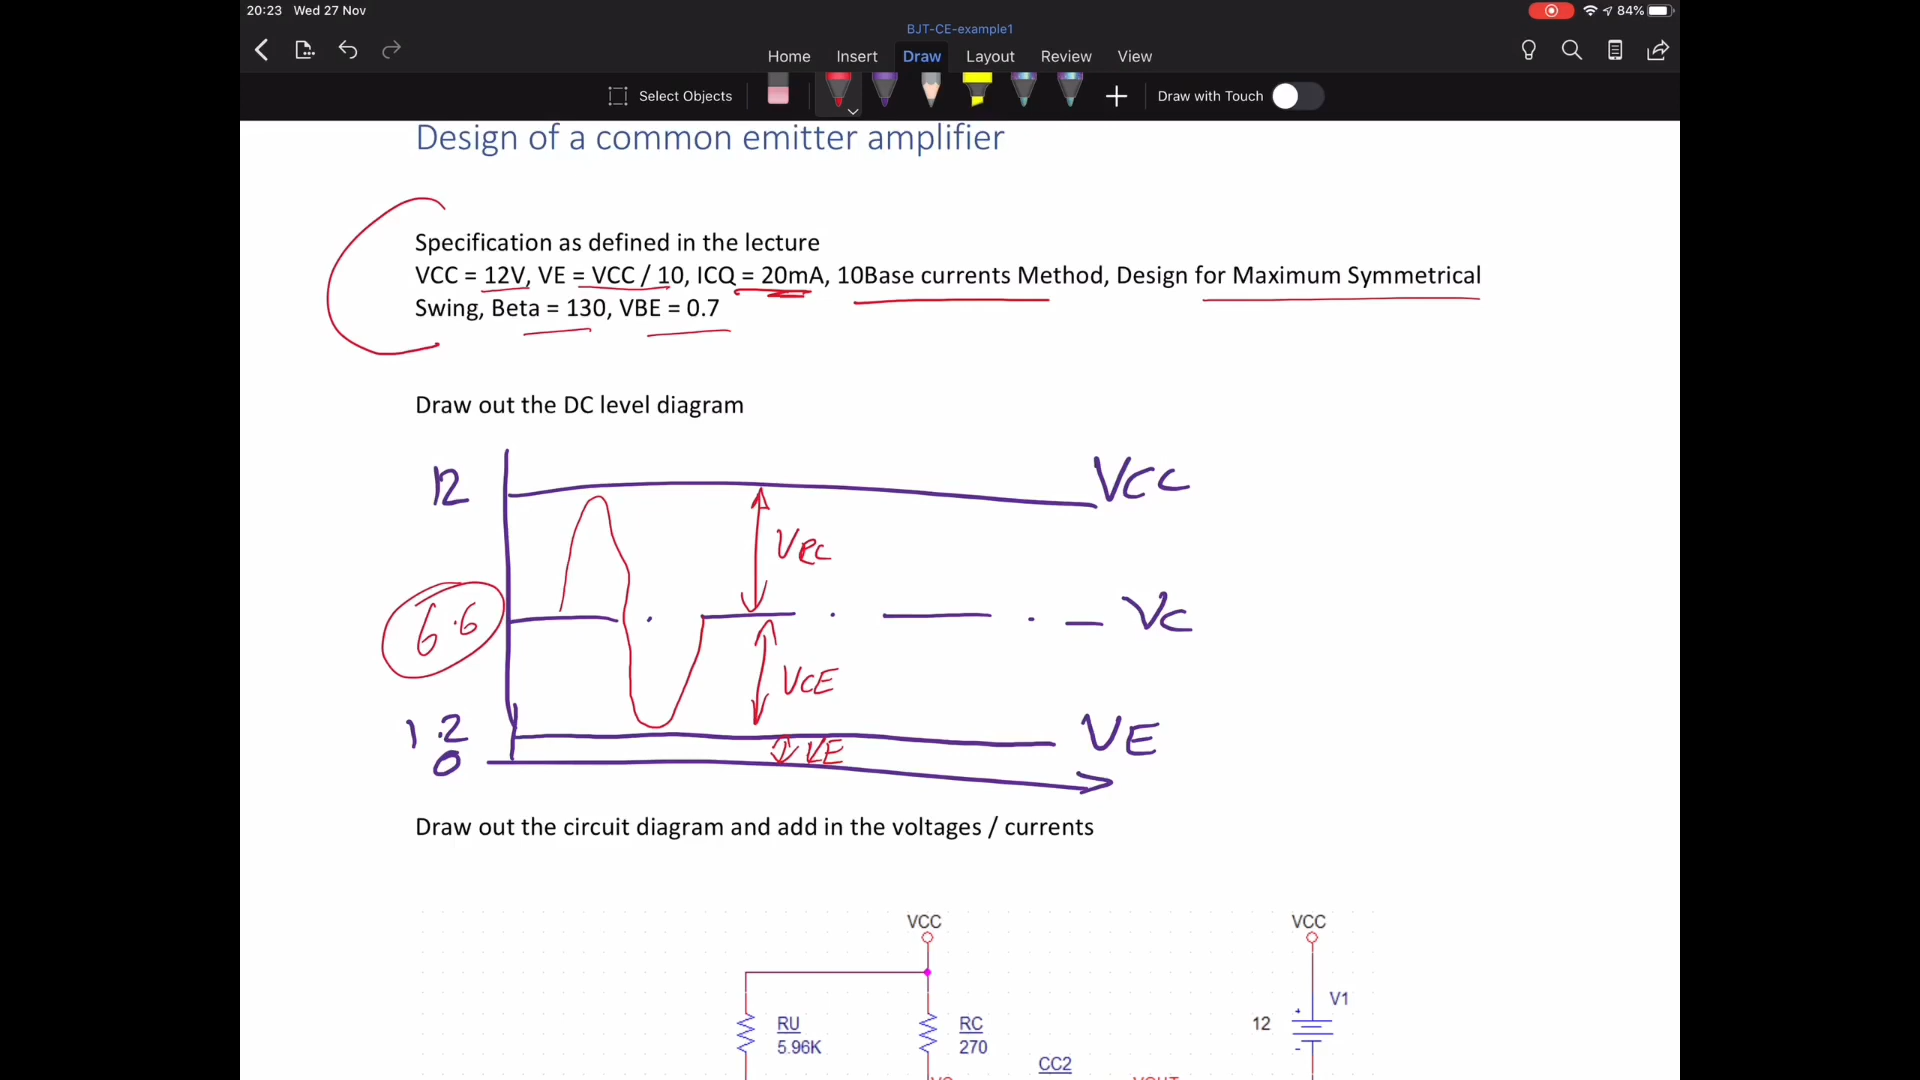 20:23 Wed 27 Nov
84%
BJT-CE-example1
Home Insert Draw Layout Review View
Select Objects
Draw with Touch
Design of a common emitter amplifier
Specification as defined in the lecture
VCC = 12V, VE = VCC / 10, ICQ = 20mA, 10Base currents Method, Design for Maximum Symmetrical
Swing, Beta = 130, VBE = 0.7
Draw out the DC level diagram
12 VCC
VRC
6.6 VC
VCE
1.2 VE
VE
0
Draw out the circuit diagram and add in the voltages / currents
VCC VCC
V1
RU RC 12
5.96K 270
CC2
VOUT